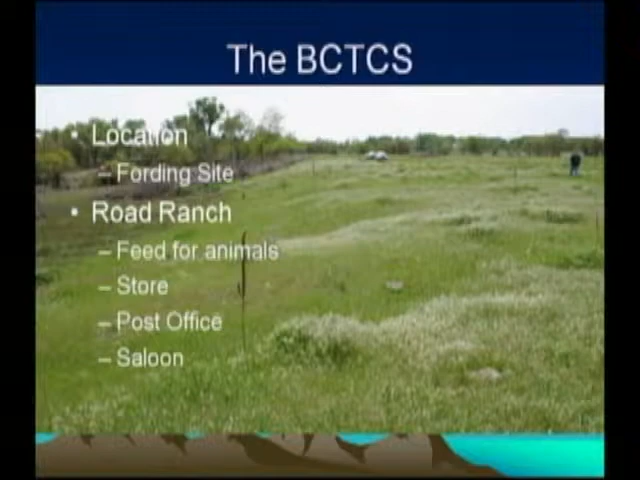 The BCTCS
• Location
– Fording Site
• Road Ranch
– Feed for animals
– Store
– Post Office
– Saloon